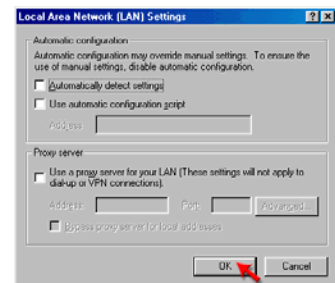 Local Area Network (LAN) Settings
Automatic configuration
Automatic configuration may override manual settings. To ensure the
use of manual settings, disable automatic configuration.
Automatically detect settings
Use automatic configuration script
Address
Proxy server
Use a proxy server for your LAN (These settings will not apply to
dial-up or VPN connections).
Address: Port: Advanced...
Bypass proxy server for local addresses
OK Cancel